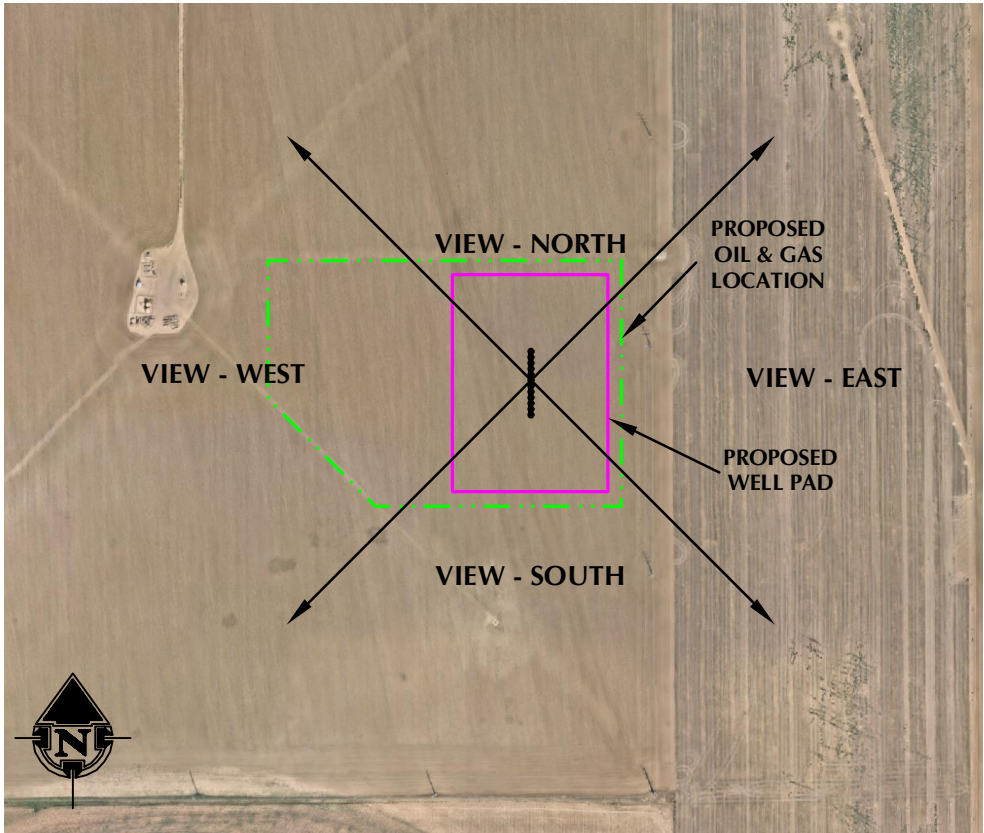 VIEW - NORTH
PROPOSED
OIL & GAS
LOCATION
VIEW - WEST
VIEW - EAST
PROPOSED
WELL PAD
VIEW - SOUTH
N